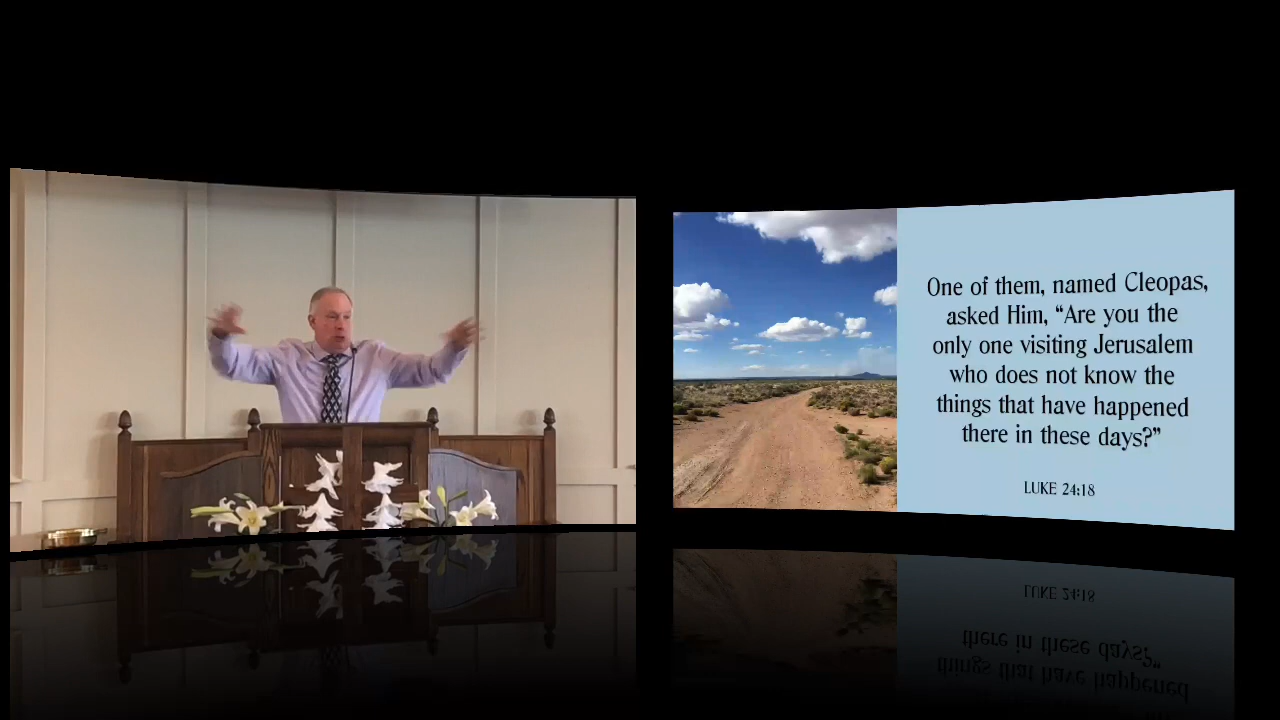 One of them, named Cleopas,
asked Him, “Are you the
only one visiting Jerusalem
who does not know the
things that have happened
there in these days?”
LUKE 24:18